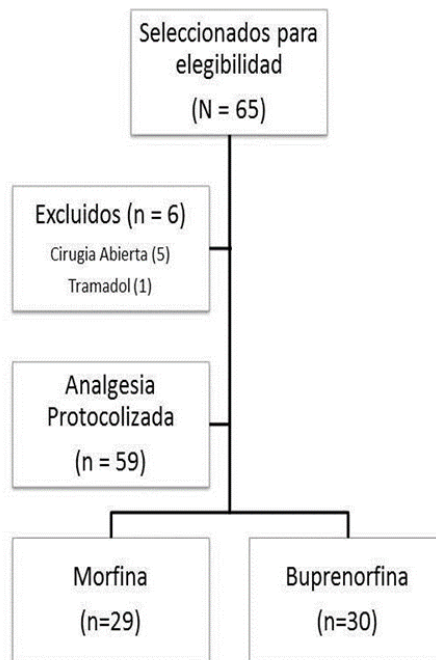 Seleccionados para
elegibilidad
(N = 65)
Excluidos (n = 6)
Cirugia Abierta (5)
Tramadol (1)
Analgesia
Protocolizada
(n = 59)
Morfina
(n=29)
Buprenorfina
(n=30)